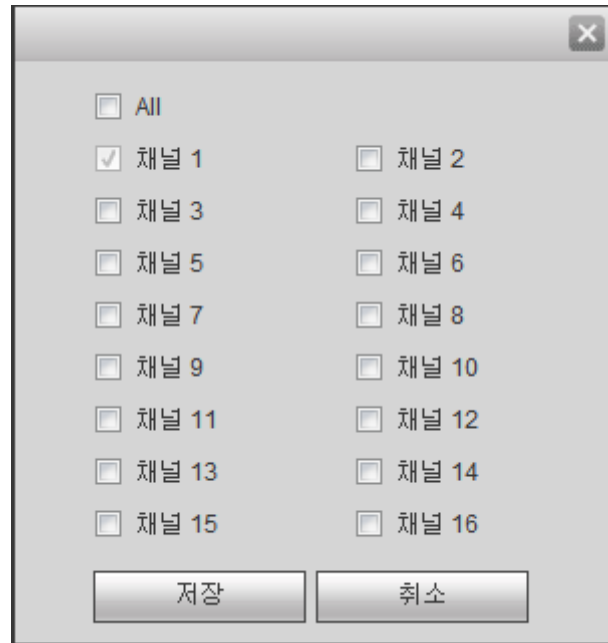 All
채널 1 채널 2
채널 3 채널 4
채널 5 채널 6
채널 7 채널 8
채널 9 채널 10
채널 11 채널 12
채널 13 채널 14
채널 15 채널 16
저장 취소